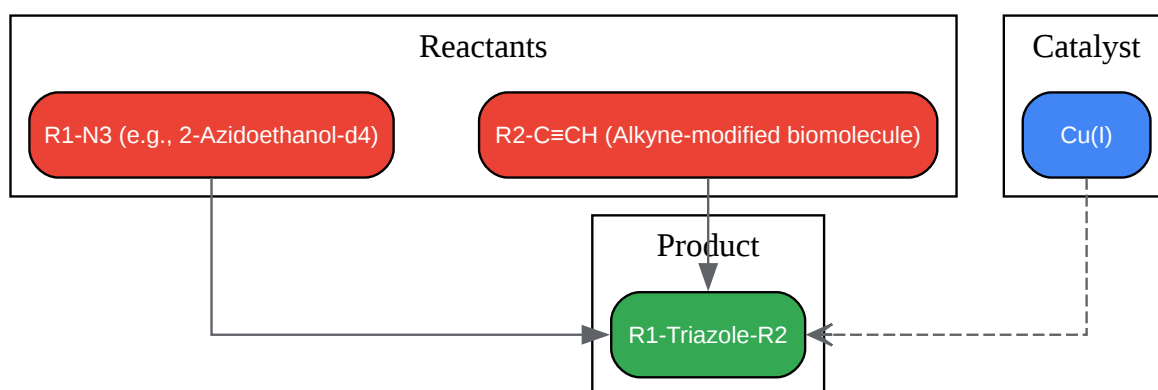 Reactants
Catalyst
R1-N3 (e.g., 2-Azidoethanol-d4)
R2-C≡CH (Alkyne-modified biomolecule)
Cu(I)
Product
R1-Triazole-R2